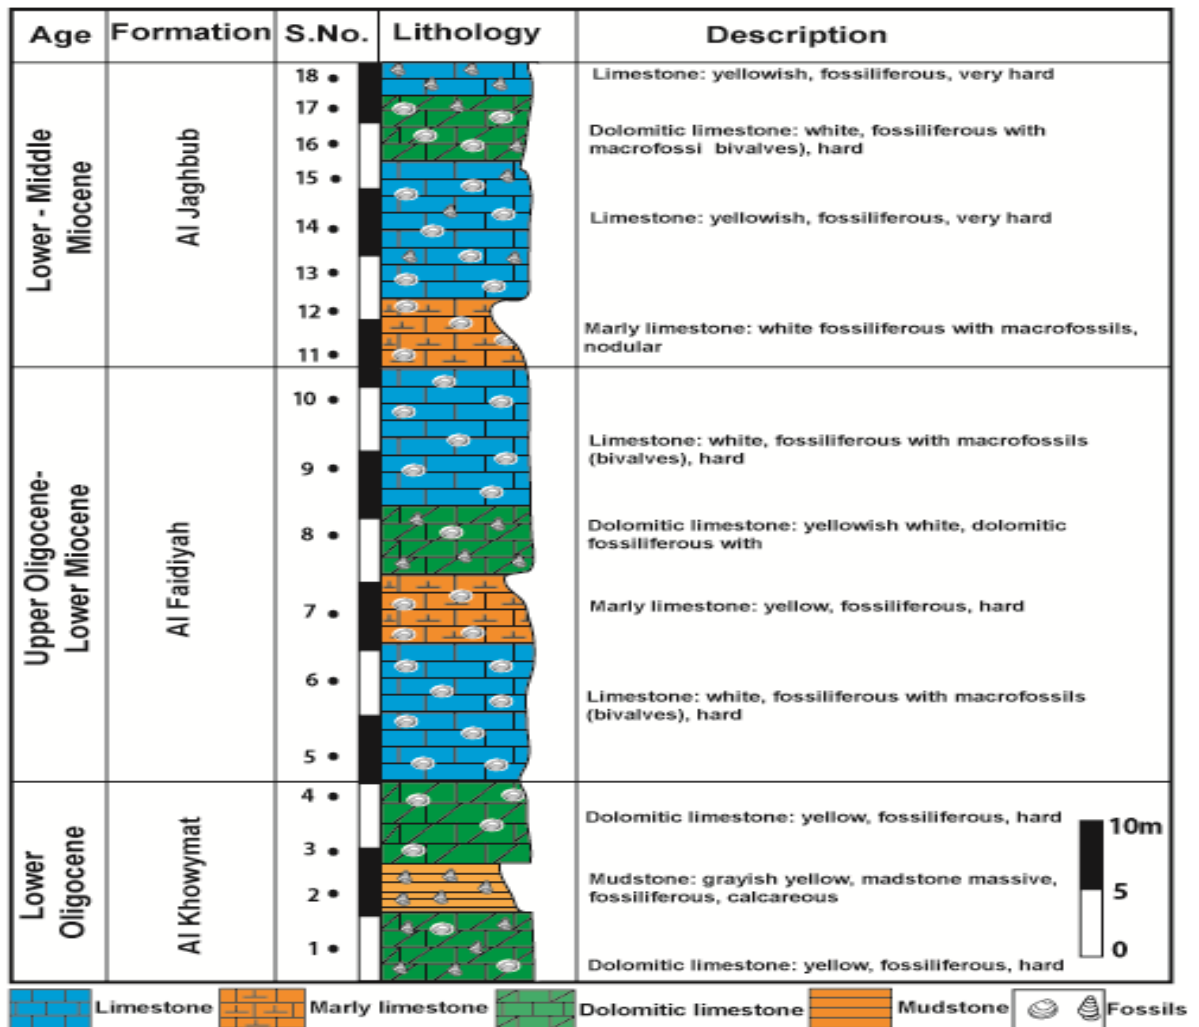 Age Formation S.No. Lithology Description
Lower - Middle
Miocene
Al Jaghbub
18
17
16
15
14
13
12
11
Limestone: yellowish, fossiliferous, very hard
Dolomitic limestone: white, fossiliferous with
macrofossi bivalves), hard
Limestone: yellowish, fossiliferous, very hard
Marly limestone: white fossiliferous with macrofossils,
nodular
Upper Oligocene-
Lower Miocene
Al Faidiyah
10
9
8
7
6
5
Limestone: white, fossiliferous with macrofossils
(bivalves), hard
Dolomitic limestone: yellowish white, dolomitic
fossiliferous with
Marly limestone: yellow, fossiliferous, hard
Limestone: white, fossiliferous with macrofossils
(bivalves), hard
Lower
Oligocene
Al Khowymat
4
3
2
1
Dolomitic limestone: yellow, fossiliferous, hard
Mudstone: grayish yellow, madstone massive,
fossiliferous, calcareous
Dolomitic limestone: yellow, fossiliferous, hard
10m
5
0
Limestone Marly limestone Dolomitic limestone Mudstone Fossils